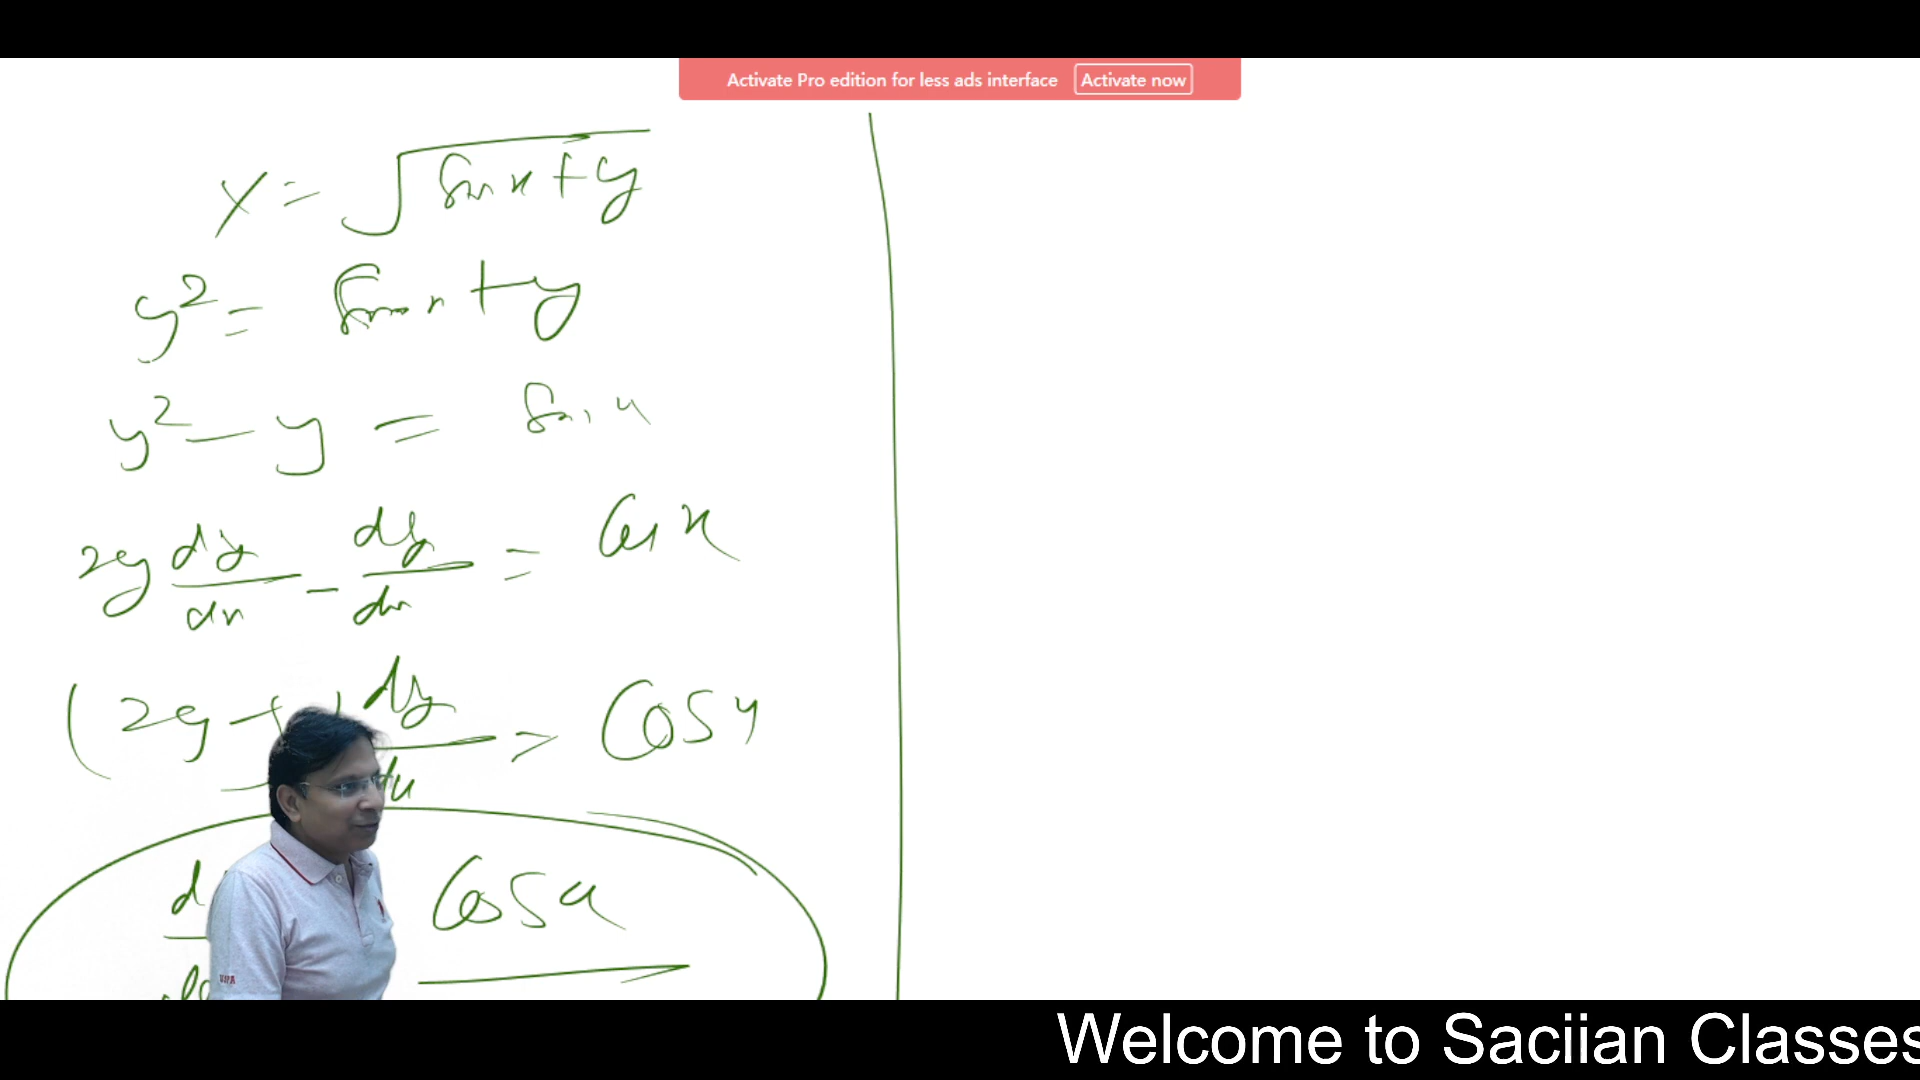 Activate Pro edition for less ads interface Activate now
y = √(sin x + y)
y² = sin x + y
y² - y = sin x
2y dy/dx - dy/dx = cos x
(2y - 1) dy/dx = cos x
cos x
Welcome to Saciian Classes